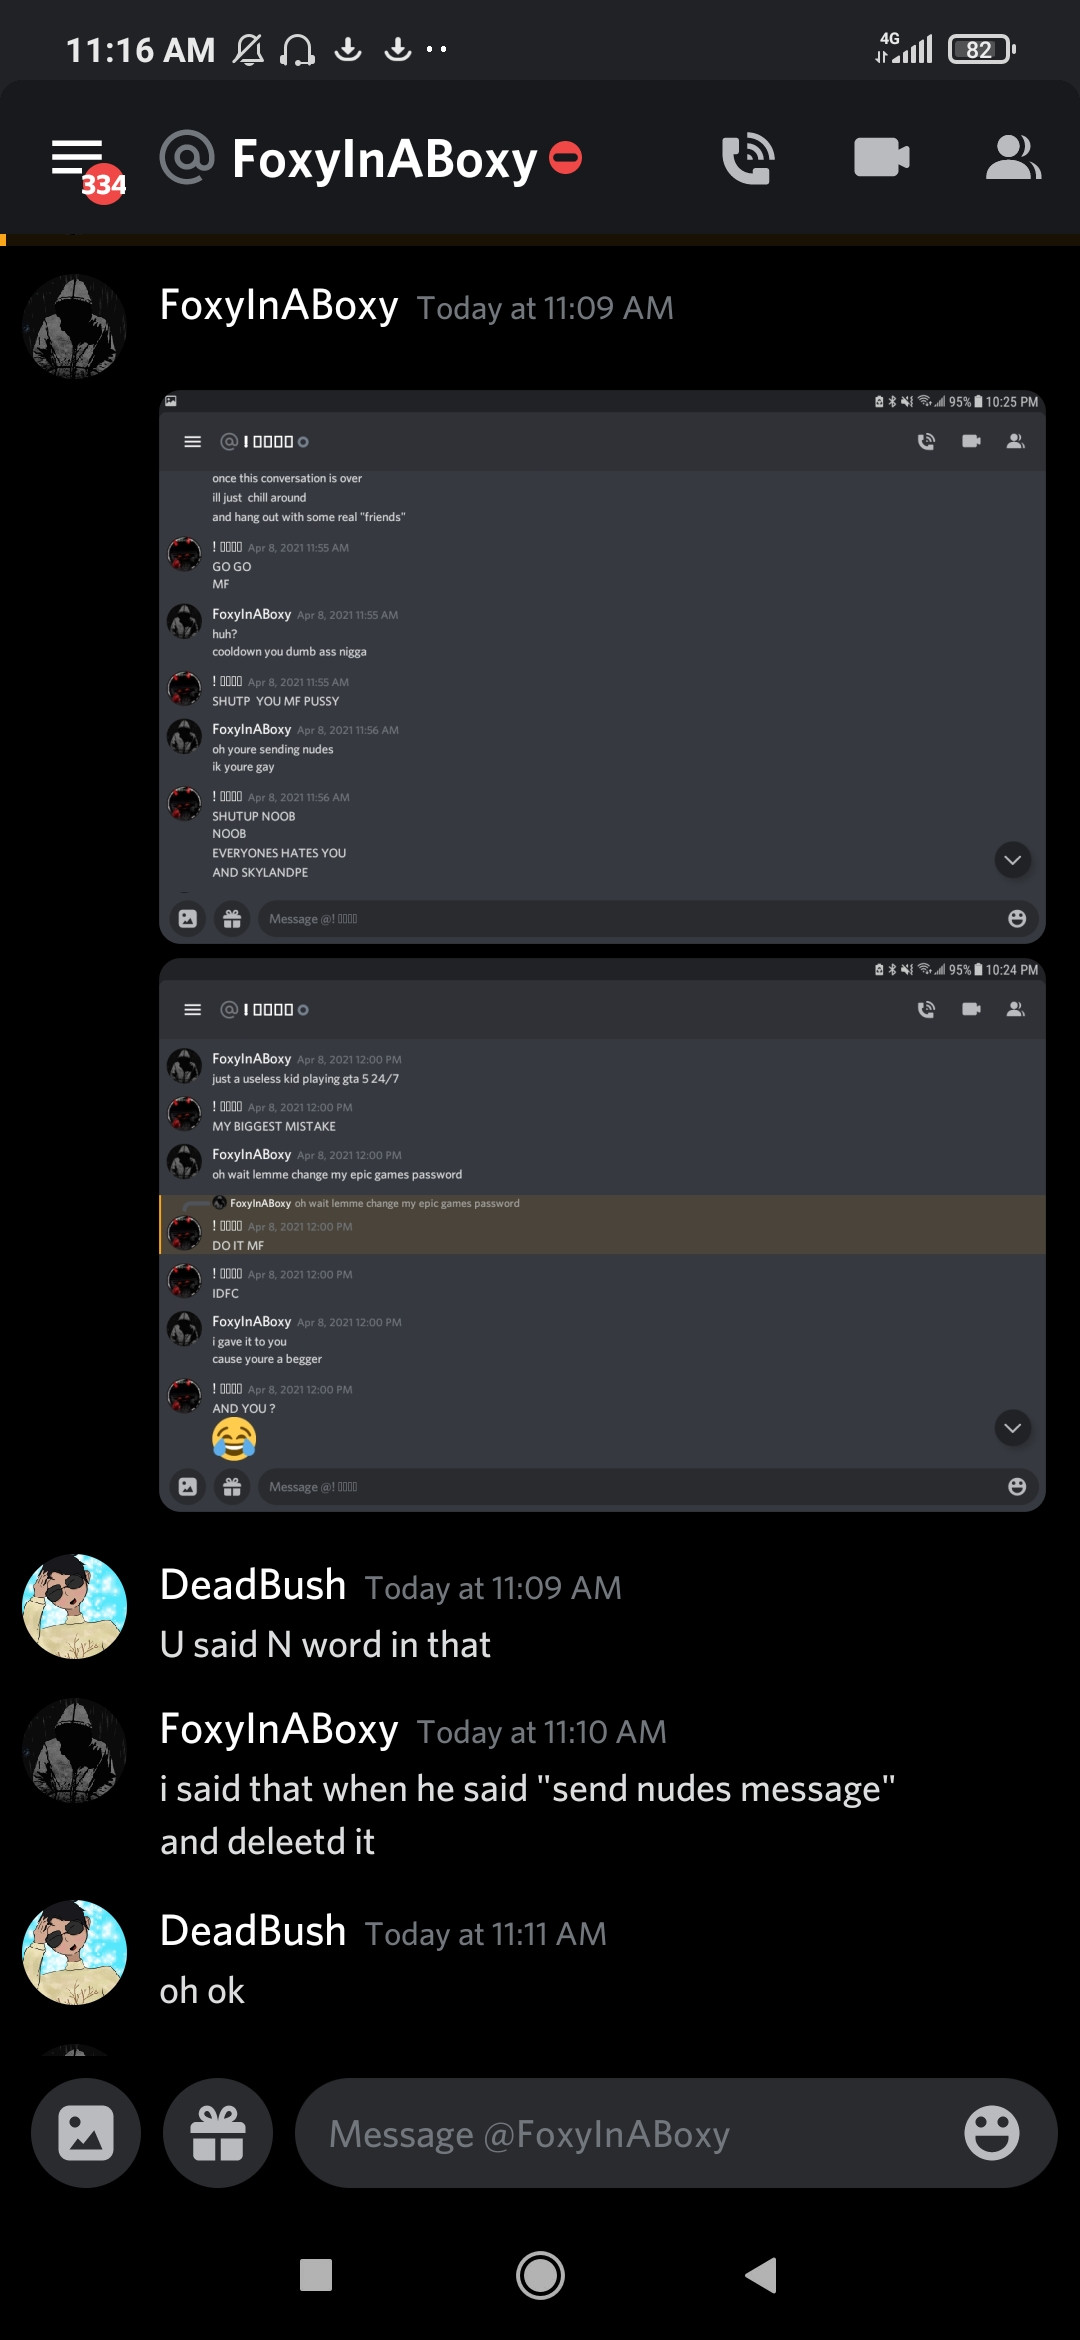 11:16 AM
4G
82
334
@ FoxyInABoxy
FoxyInABoxy Today at 11:09 AM
95% 10:25 PM
@ !
once this conversation is over
ill just chill around
and hang out with some real "friends"
! Apr 8, 2021 11:55 AM
GO GO
MF
FoxyInABoxy Apr 8, 2021 11:55 AM
huh?
cooldown you dumb ass nigga
! Apr 8, 2021 11:55 AM
SHUTP YOU MF PUSSY
FoxyInABoxy Apr 8, 2021 11:56 AM
oh youre sending nudes
ik youre gay
! Apr 8, 2021 11:56 AM
SHUTUP NOOB
NOOB
EVERYONES HATES YOU
AND SKYLANDPE
Message @!
95% 10:24 PM
@ !
FoxyInABoxy Apr 8, 2021 12:00 PM
just a useless kid playing gta 5 24/7
! Apr 8, 2021 12:00 PM
MY BIGGEST MISTAKE
FoxyInABoxy Apr 8, 2021 12:00 PM
oh wait lemme change my epic games password
FoxyInABoxy oh wait lemme change my epic games password
! Apr 8, 2021 12:00 PM
DO IT MF
! Apr 8, 2021 12:00 PM
IDFC
FoxyInABoxy Apr 8, 2021 12:00 PM
i gave it to you
cause youre a begger
! Apr 8, 2021 12:00 PM
AND YOU ?
😂
Message @!
DeadBush Today at 11:09 AM
U said N word in that
FoxyInABoxy Today at 11:10 AM
i said that when he said "send nudes message"
and deleetd it
DeadBush Today at 11:11 AM
oh ok
Message @FoxyInABoxy